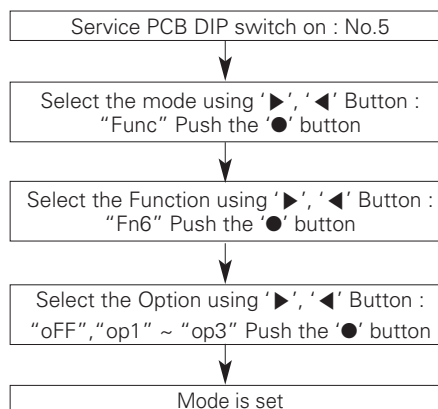 Service PCB DIP switch on : No.5
Select the mode using ‘▶’, ‘◀’ Button :
“Func” Push the ‘●’ button
Select the Function using ‘▶’, ‘◀’ Button :
“Fn6” Push the ‘●’ button
Select the Option using ‘▶’, ‘◀’ Button :
“oFF”,“op1” ~ “op3” Push the ‘●’ button
Mode is set